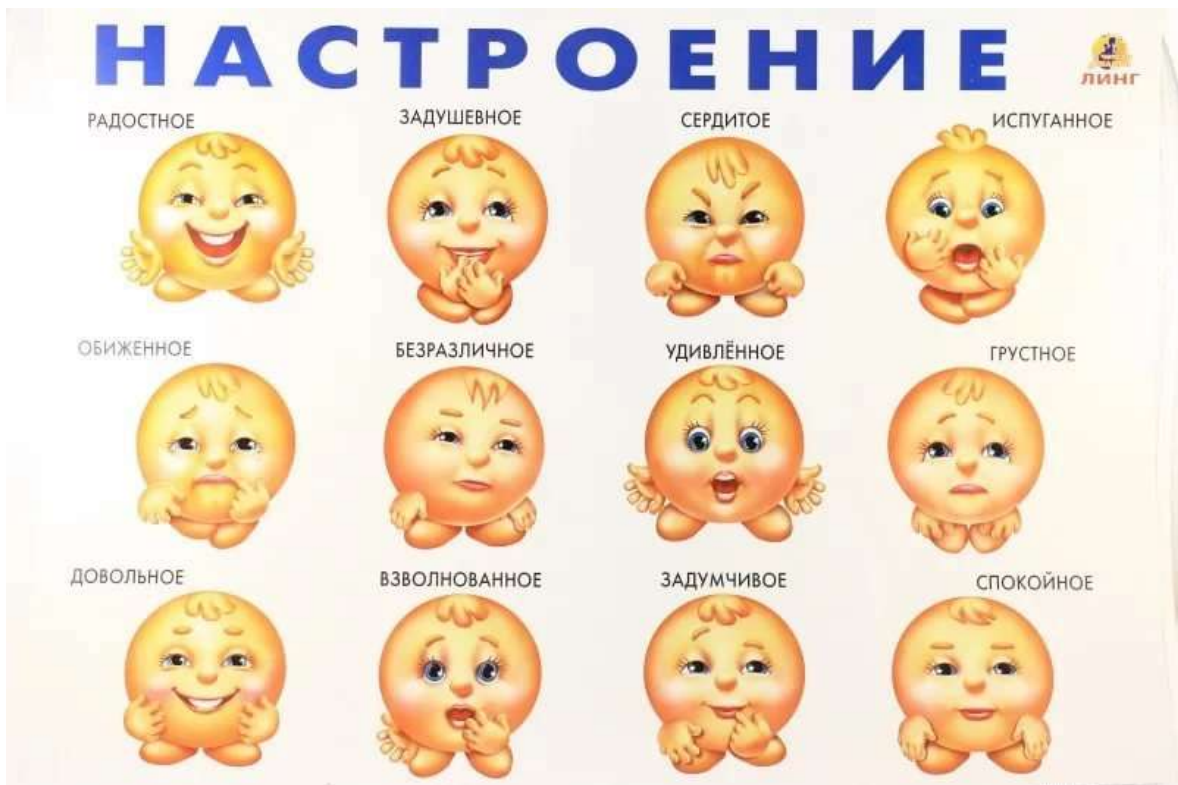 НАСТРОЕНИЕ
ЛИНГ
РАДОСТНОЕ
ЗАДУШЕВНОЕ
СЕРДИТОЕ
ИСПУГАННОЕ
ОБИЖЕННОЕ
БЕЗРАЗЛИЧНОЕ
УДИВЛЁННОЕ
ГРУСТНОЕ
ДОВОЛЬНОЕ
ВЗВОЛНОВАННОЕ
ЗАДУМЧИВОЕ
СПОКОЙНОЕ